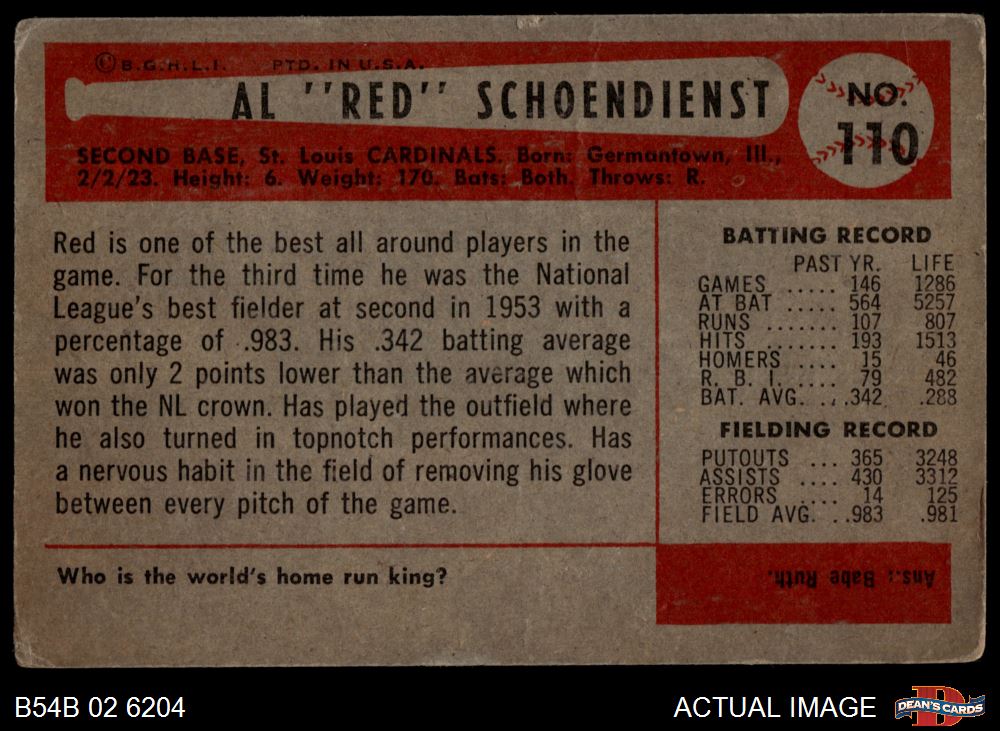 ©B.G.H.L.I. PTD. IN U.S.A.
AL "RED" SCHOENDIENST
NO.
110
SECOND BASE, St. Louis CARDINALS. Born: Germantown, Ill.,
2/2/23. Height: 6. Weight: 170. Bats: Both. Throws: R.
Red is one of the best all around players in the
game. For the third time he was the National
League's best fielder at second in 1953 with a
percentage of .983. His .342 batting average
was only 2 points lower than the average which
won the NL crown. Has played the outfield where
he also turned in topnotch performances. Has
a nervous habit in the field of removing his glove
between every pitch of the game.
BATTING RECORD
PAST YR. LIFE
GAMES ..... 146 1286
AT BAT ..... 564 5257
RUNS ....... 107 807
HITS ....... 193 1513
HOMERS .... 15 46
R. B. I. .... 79 482
BAT. AVG. ...342 .288
FIELDING RECORD
PUTOUTS ... 365 3248
ASSISTS .... 430 3312
ERRORS .... 14 125
FIELD AVG. ..983 .981
Who is the world's home run king?
Ans.: Babe Ruth.
B54B 02 6204
ACTUAL IMAGE
DEAN'S CARDS